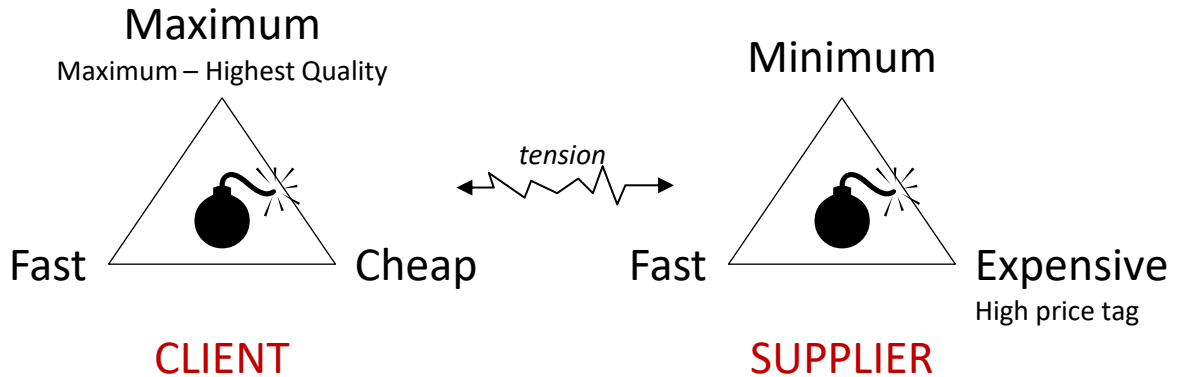 Maximum
Maximum – Highest Quality
Minimum
tension
Fast
Cheap
Fast
Expensive
High price tag
CLIENT
SUPPLIER